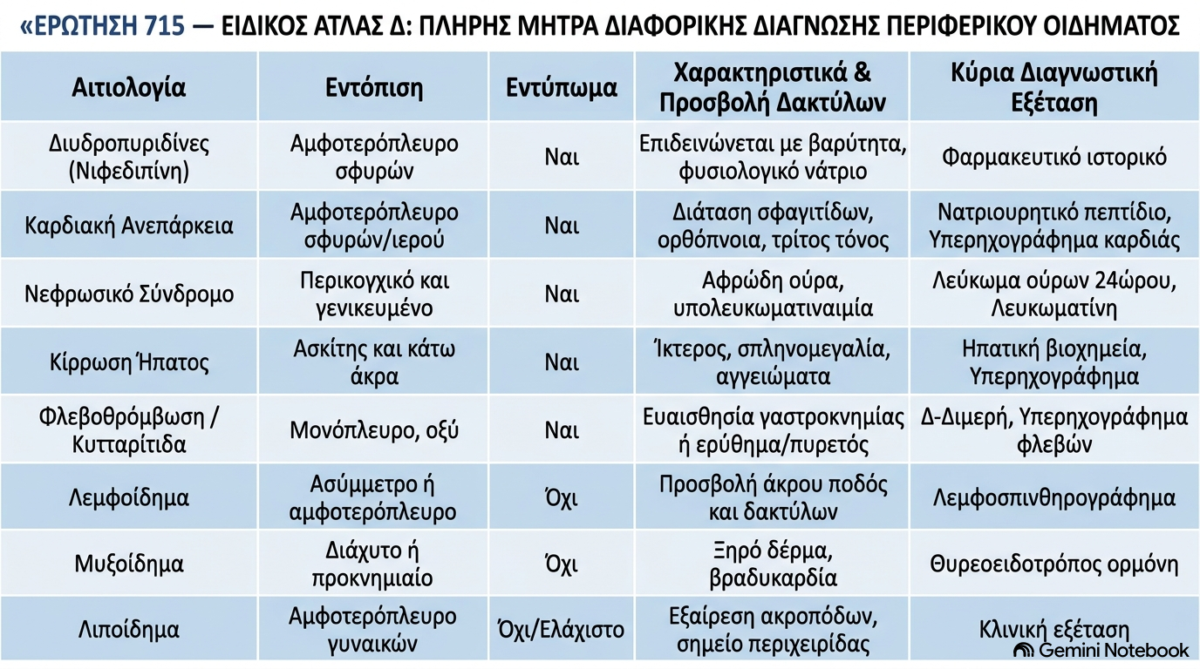 «ΕΡΩΤΗΣΗ 715 — ΕΙΔΙΚΟΣ ΑΤΛΑΣ Δ: ΠΛΗΡΗΣ ΜΗΤΡΑ ΔΙΑΦΟΡΙΚΗΣ ΔΙΑΓΝΩΣΗΣ ΠΕΡΙΦΕΡΙΚΟΥ ΟΙΔΗΜΑΤΟΣ
Αιτιολογία
Εντόπιση
Εντύπωμα
Χαρακτηριστικά &
Προσβολή Δακτύλων
Κύρια Διαγνωστική
Εξέταση
Διυδροπυριδίνες
(Νιφεδιπίνη)
Αμφοτερόπλευρο
σφυρών
Ναι
Επιδεινώνεται με βαρύτητα,
φυσιολογικό νάτριο
Φαρμακευτικό ιστορικό
Καρδιακή Ανεπάρκεια
Αμφοτερόπλευρο
σφυρών/ιερού
Ναι
Διάταση σφαγιτίδων,
ορθόπνοια, τρίτος τόνος
Νατριουρητικό πεπτίδιο,
Υπερηχογράφημα καρδιάς
Νεφρωσικό Σύνδρομο
Περικογχικό και
γενικευμένο
Ναι
Αφρώδη ούρα,
υπολευκωματιναιμία
Λεύκωμα ούρων 24ώρου,
Λευκωματίνη
Κίρρωση Ήπατος
Ασκίτης και κάτω
άκρα
Ναι
Ίκτερος, σπληνομεγαλία,
αγγειώματα
Ηπατική βιοχημεία,
Υπερηχογράφημα
Φλεβοθρόμβωση /
Κυτταρίτιδα
Μονόπλευρο, οξύ
Ναι
Ευαισθησία γαστροκνημίας
ή ερύθημα/πυρετός
Δ-Διμερή, Υπερηχογράφημα
φλεβών
Λεμφοίδημα
Ασύμμετρο ή
αμφοτερόπλευρο
Όχι
Προσβολή άκρου ποδός
και δακτύλων
Λεμφοσπινθηρογράφημα
Μυξοίδημα
Διάχυτο ή
προκνημιαίο
Όχι
Ξηρό δέρμα,
βραδυκαρδία
Θυρεοειδοτρόπος ορμόνη
Λιποίδημα
Αμφοτερόπλευρο
γυναικών
Όχι/Ελάχιστο
Εξαίρεση ακροπόδων,
σημείο περιχειρίδας
Κλινική εξέταση
Gemini Notebook